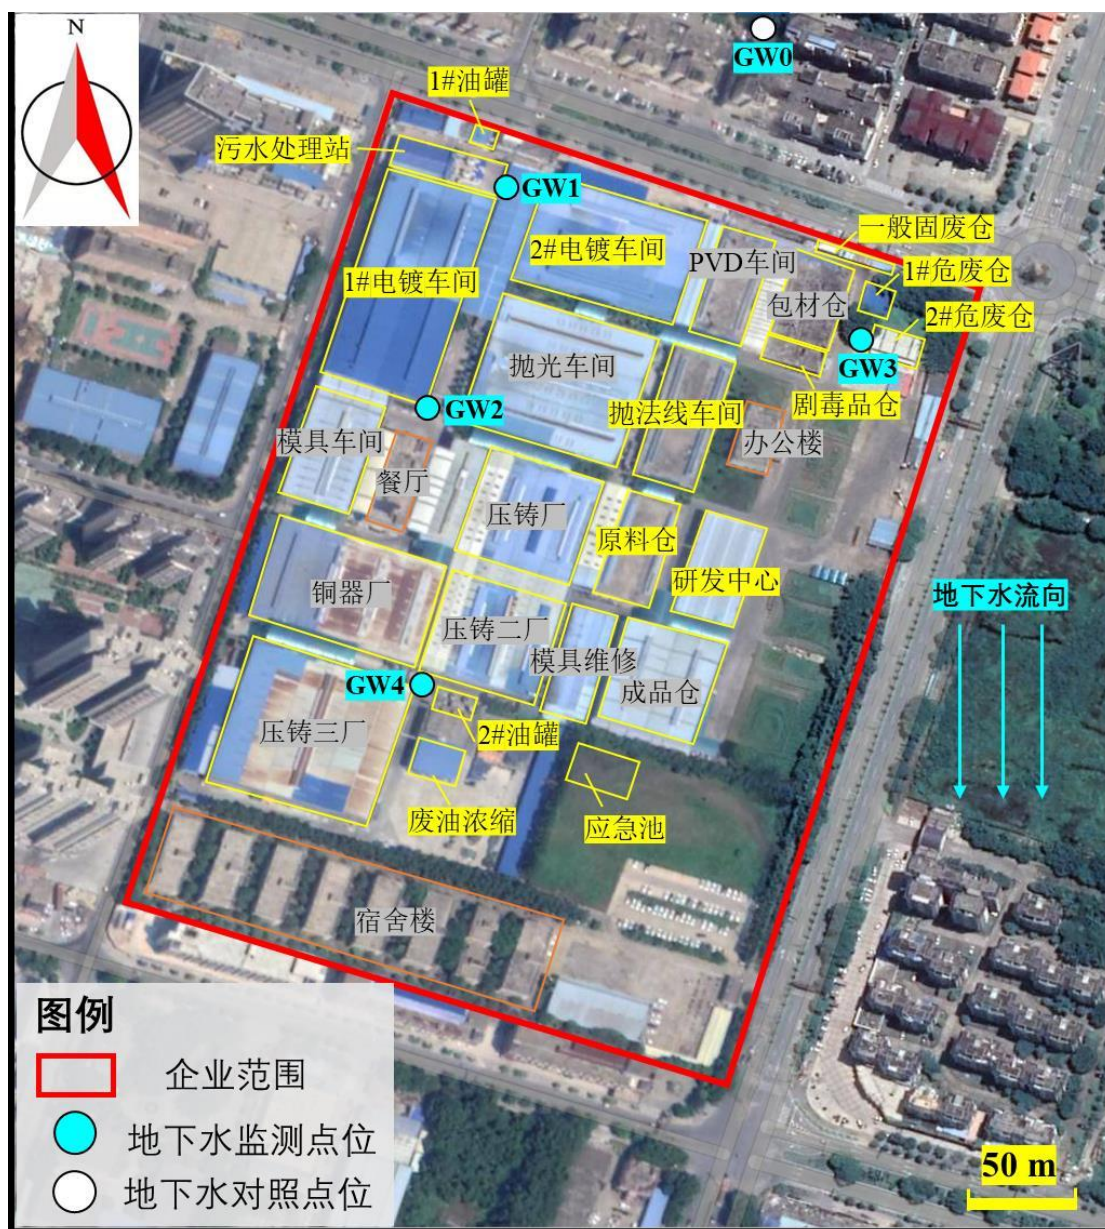 N
GW0
1#油罐
污水处理站
GW1
2#电镀车间
一般固废仓
PVD车间
1#危废仓
1#电镀车间
包材仓
2#危废仓
抛光车间
GW3
剧毒品仓
GW2
抛法线车间
模具车间
办公楼
餐厅
压铸厂
原料仓
研发中心
铜器厂
地下水流向
压铸二厂
模具维修
GW4
成品仓
压铸三厂
2#油罐
废油浓缩
应急池
宿舍楼
图例
企业范围
地下水监测点位
地下水对照点位
50 m